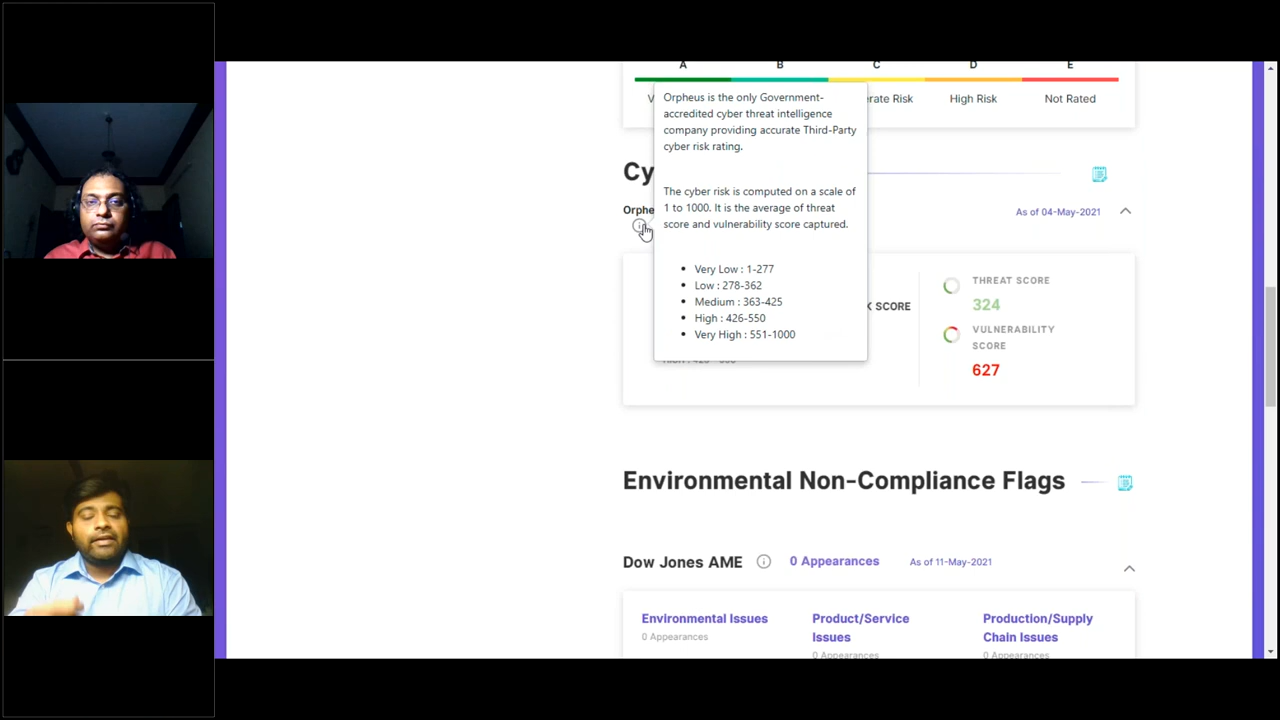 A B C D E
V
erate Risk
High Risk
Not Rated
Orpheus is the only Government-
accredited cyber threat intelligence
company providing accurate Third-Party
cyber risk rating.
The cyber risk is computed on a scale of
1 to 1000. It is the average of threat
score and vulnerability score captured.
• Very Low : 1-277
• Low : 278-362
• Medium : 363-425
• High : 426-550
• Very High : 551-1000
Cy
Orphe
As of 04-May-2021
K SCORE
THREAT SCORE
324
VULNERABILITY
SCORE
627
Environmental Non-Compliance Flags
Dow Jones AME
0 Appearances
As of 11-May-2021
Environmental Issues
0 Appearances
Product/Service
Issues
0 Appearances
Production/Supply
Chain Issues
0 Appearances